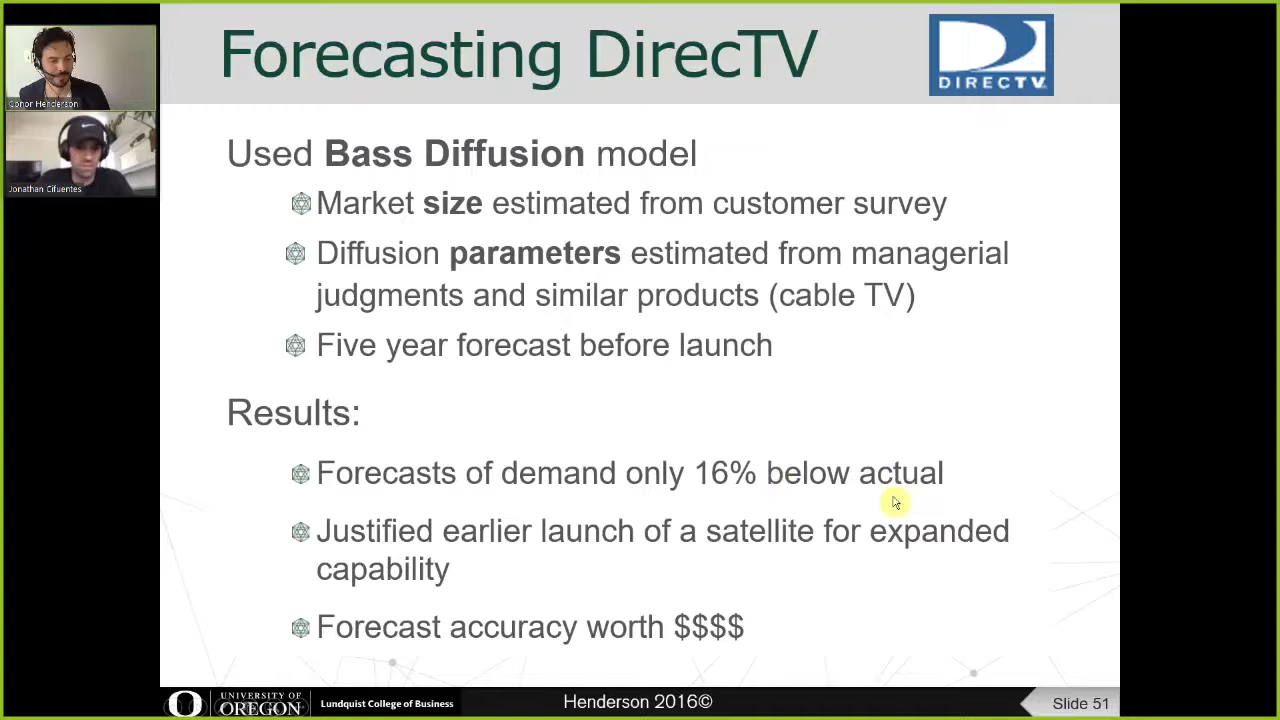 Forecasting DirecTV
DIRECTV
Conor Henderson
Jonathan Cifuentes
Used Bass Diffusion model
Market size estimated from customer survey
Diffusion parameters estimated from managerial
judgments and similar products (cable TV)
Five year forecast before launch
Results:
Forecasts of demand only 16% below actual
Justified earlier launch of a satellite for expanded
capability
Forecast accuracy worth $$$$
UNIVERSITY OF
OREGON
Lundquist College of Business
Henderson 2016©
Slide 51